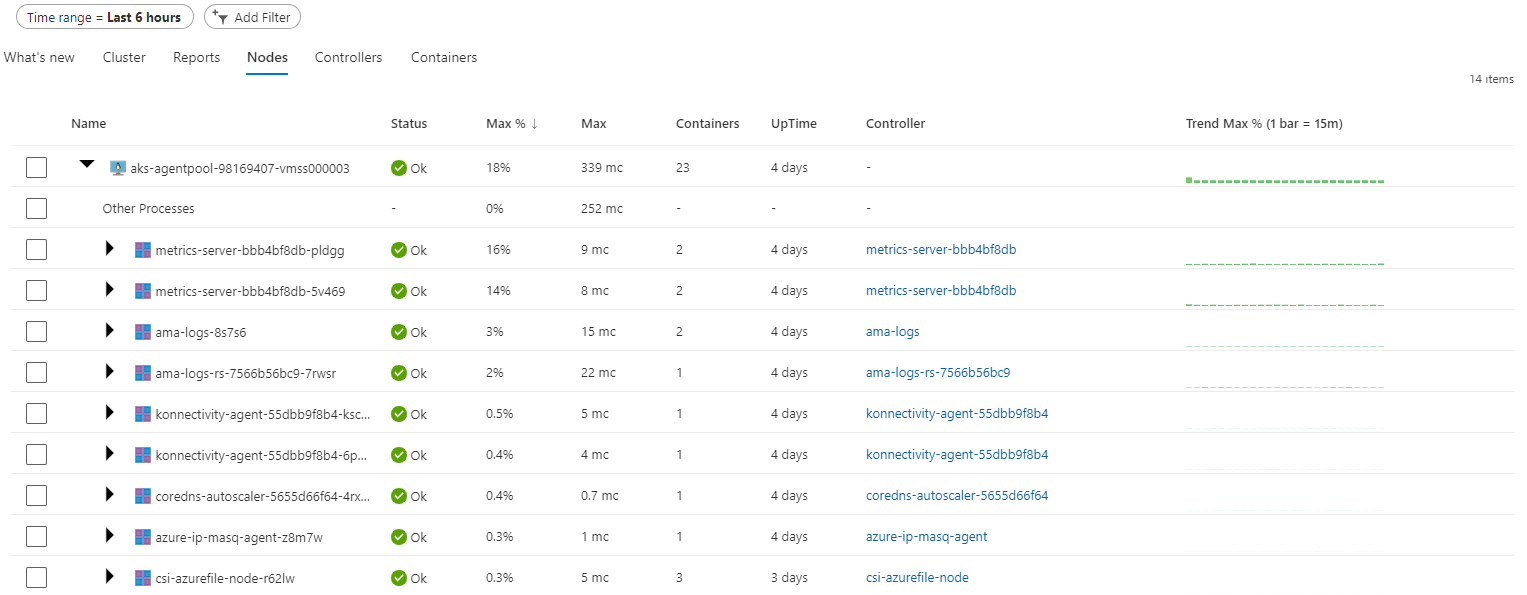 Time range = Last 6 hours Add Filter
What's new Cluster Reports Nodes Controllers Containers
14 items
Name Status Max % ↓ Max Containers UpTime Controller Trend Max % (1 bar = 15m)
aks-agentpool-98169407-vmss000003 Ok 18% 339 mc 23 4 days -
Other Processes - 0% 252 mc - - -
metrics-server-bbb4bf8db-pldgg Ok 16% 9 mc 2 4 days metrics-server-bbb4bf8db
metrics-server-bbb4bf8db-5v469 Ok 14% 8 mc 2 4 days metrics-server-bbb4bf8db
ama-logs-8s7s6 Ok 3% 15 mc 2 4 days ama-logs
ama-logs-rs-7566b56bc9-7rwsr Ok 2% 22 mc 1 4 days ama-logs-rs-7566b56bc9
konnectivity-agent-55dbb9f8b4-ksc... Ok 0.5% 5 mc 1 4 days konnectivity-agent-55dbb9f8b4
konnectivity-agent-55dbb9f8b4-6p... Ok 0.4% 4 mc 1 4 days konnectivity-agent-55dbb9f8b4
coredns-autoscaler-5655d66f64-4rx... Ok 0.4% 0.7 mc 1 4 days coredns-autoscaler-5655d66f64
azure-ip-masq-agent-z8m7w Ok 0.3% 1 mc 1 4 days azure-ip-masq-agent
csi-azurefile-node-r62lw Ok 0.3% 5 mc 3 3 days csi-azurefile-node